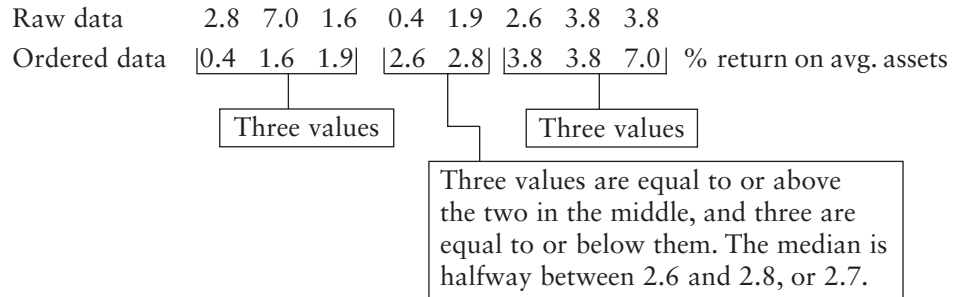 Raw data 2.8 7.0 1.6 0.4 1.9 2.6 3.8 3.8
Ordered data 0.4 1.6 1.9 2.6 2.8 3.8 3.8 7.0 % return on avg. assets
Three values Three values
Three values are equal to or above
the two in the middle, and three are
equal to or below them. The median is
halfway between 2.6 and 2.8, or 2.7.